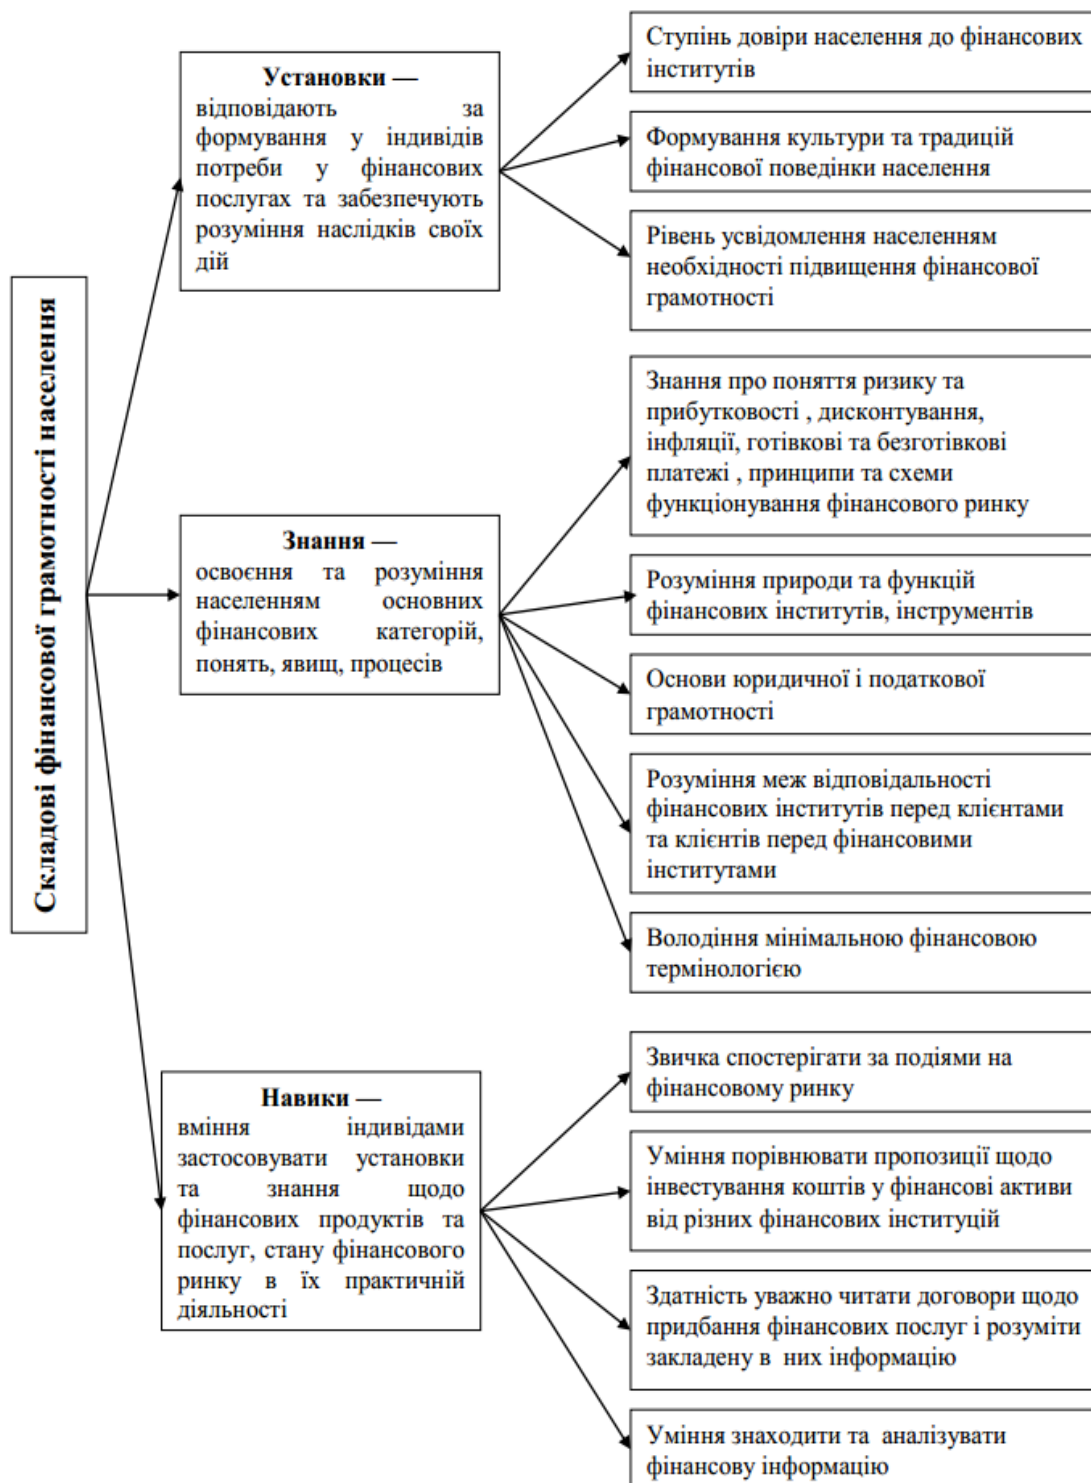 Складові фінансової грамотності населення
Установки —
відповідають за
формування у індивідів
потреби у фінансових
послугах та забезпечують
розуміння наслідків своїх
дій
Ступінь довіри населення до фінансових
інститутів
Формування культури та традицій
фінансової поведінки населення
Рівень усвідомлення населенням
необхідності підвищення фінансової
грамотності
Знання —
освоєння та розуміння
населенням основних
фінансових категорій,
понять, явищ, процесів
Знання про поняття ризику та
прибутковості , дисконтування,
інфляції, готівкові та безготівкові
платежі , принципи та схеми
функціонування фінансового ринку
Розуміння природи та функцій
фінансових інститутів, інструментів
Основи юридичної і податкової
грамотності
Розуміння меж відповідальності
фінансових інститутів перед клієнтами
та клієнтів перед фінансовими
інститутами
Володіння мінімальною фінансовою
термінологією
Навики —
вміння індивідами
застосовувати установки
та знання щодо
фінансових продуктів та
послуг, стану фінансового
ринку в їх практичній
діяльності
Звичка спостерігати за подіями на
фінансовому ринку
Уміння порівнювати пропозиції щодо
інвестування коштів у фінансові активи
від різних фінансових інституцій
Здатність уважно читати договори щодо
придбання фінансових послуг і розуміти
закладену в них інформацію
Уміння знаходити та аналізувати
фінансову інформацію